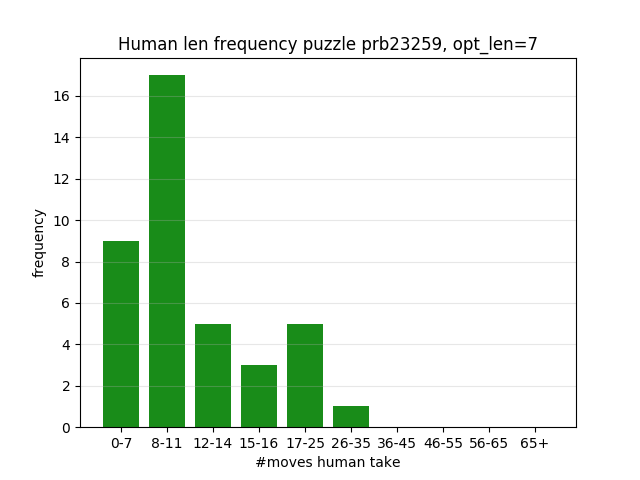 Human len frequency puzzle prb23259, opt_len=7
frequency
16
14
12
10
8
6
4
2
0
0-7 8-11 12-14 15-16 17-25 26-35 36-45 46-55 56-65 65+
#moves human take